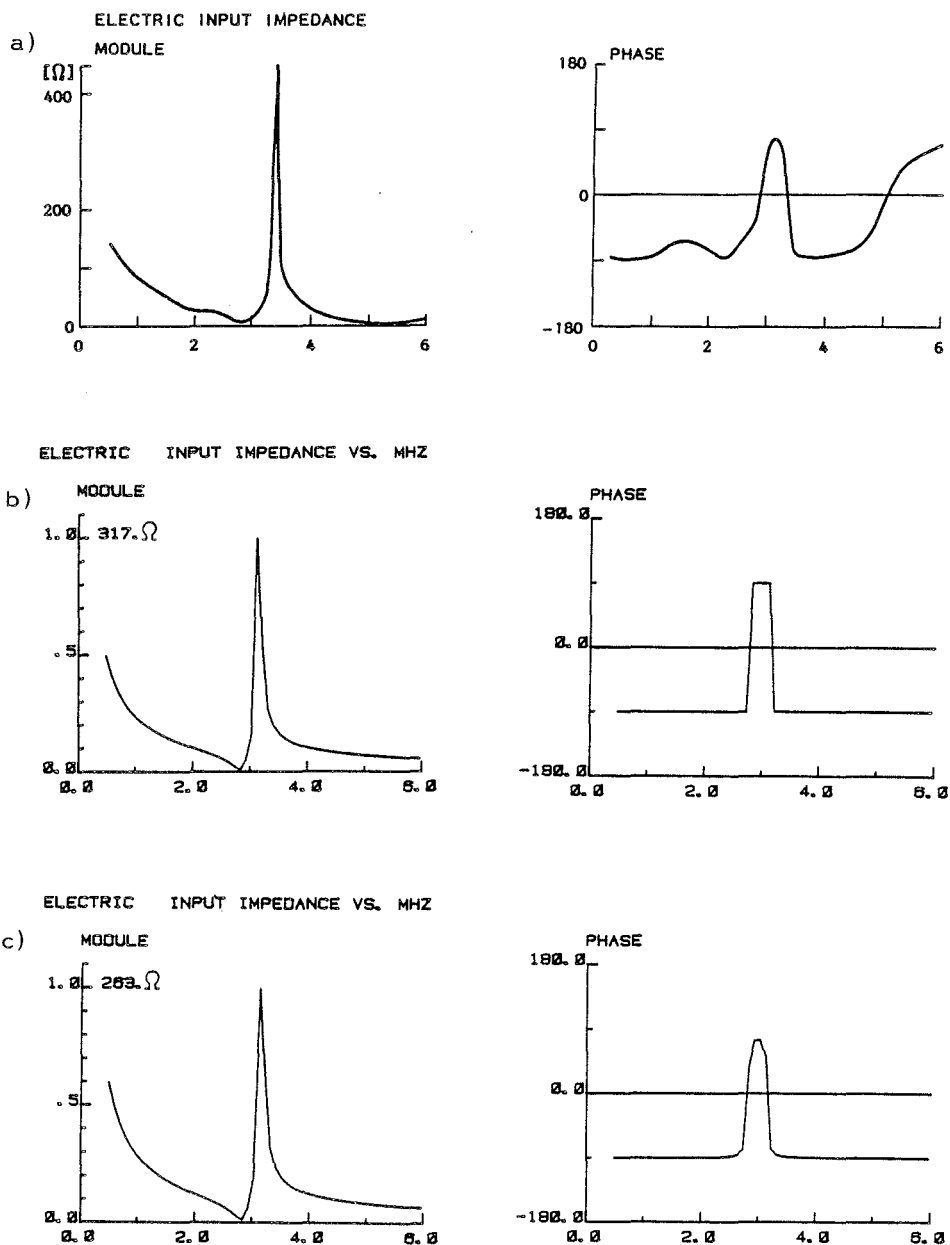 ELECTRIC INPUT IMPEDANCE
a)
MODULE
[Ω]
400
200
0
0
2
4
6
PHASE
180
0
-180
0
2
4
6
ELECTRIC INPUT IMPEDANCE VS. MHZ
b)
MODULE
1.0
317.Ω
.5
0.0
0.0
2.0
4.0
6.0
PHASE
180.0
0.0
-180.0
0.0
2.0
4.0
6.0
ELECTRIC INPUT IMPEDANCE VS. MHZ
c)
MODULE
1.0
263.Ω
.5
0.0
0.0
2.0
4.0
6.0
PHASE
180.0
0.0
-180.0
0.0
2.0
4.0
6.0